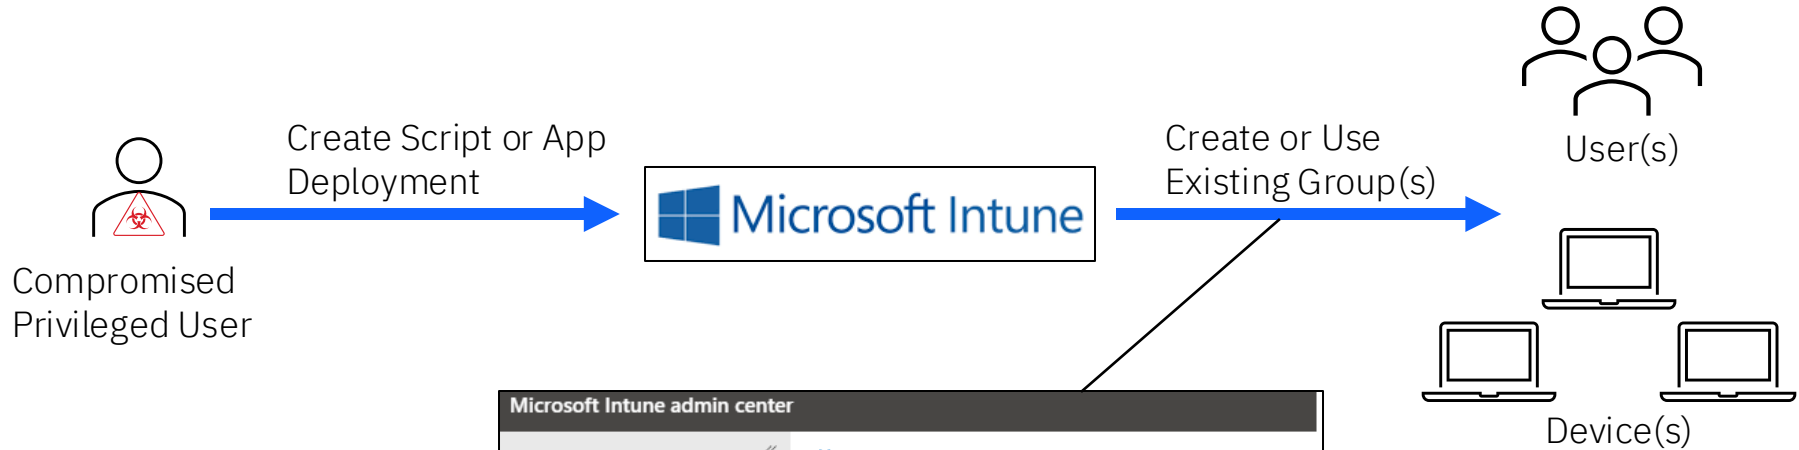 Create Script or App
Deployment
Compromised
Privileged User
Microsoft Intune
Create or Use
Existing Group(s)
User(s)
Device(s)
Microsoft Intune admin center